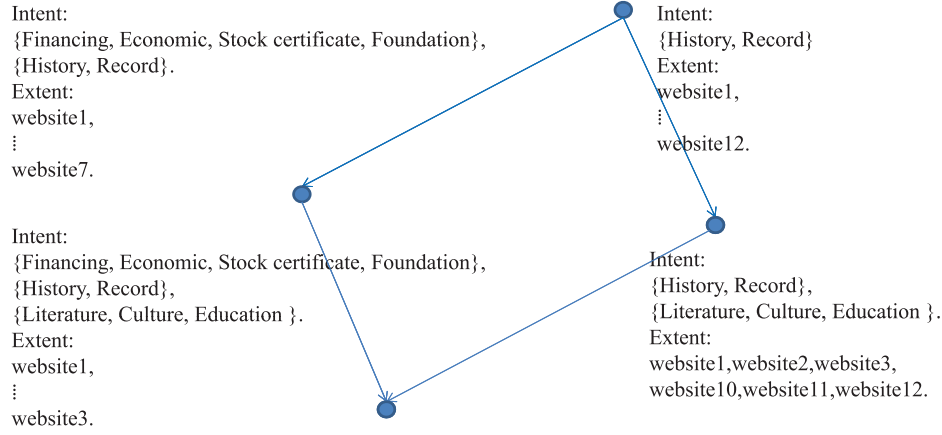 Intent:
{Financing, Economic, Stock certificate, Foundation},
{History, Record}.
Extent:
website1,
⁞
website7.
Intent:
{History, Record}
Extent:
website1,
⁞
website12.
Intent:
{Financing, Economic, Stock certificate, Foundation},
{History, Record},
{Literature, Culture, Education }.
Extent:
website1,
⁞
website3.
Intent:
{History, Record},
{Literature, Culture, Education }.
Extent:
website1,website2,website3,
website10,website11,website12.